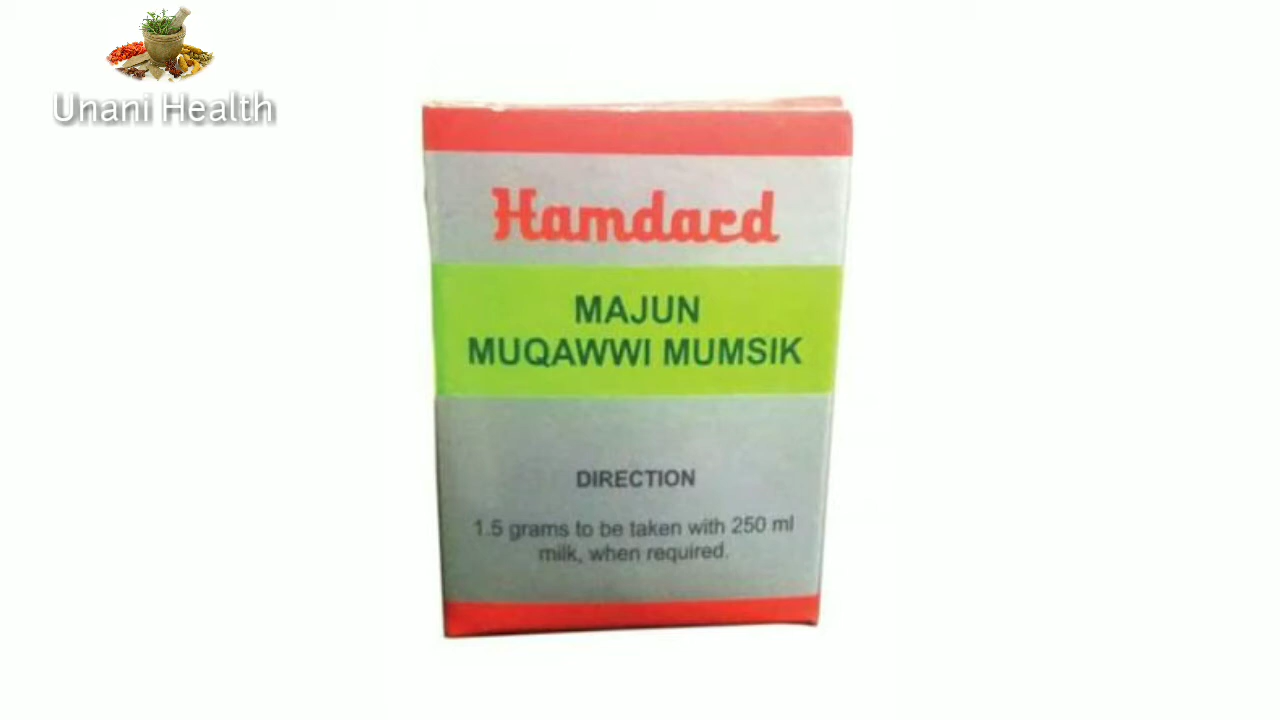 Unani Health
Hamdard
MAJUN
MUQAWWI MUMSIK
DIRECTION
1.5 grams to be taken with 250 ml
milk, when required.